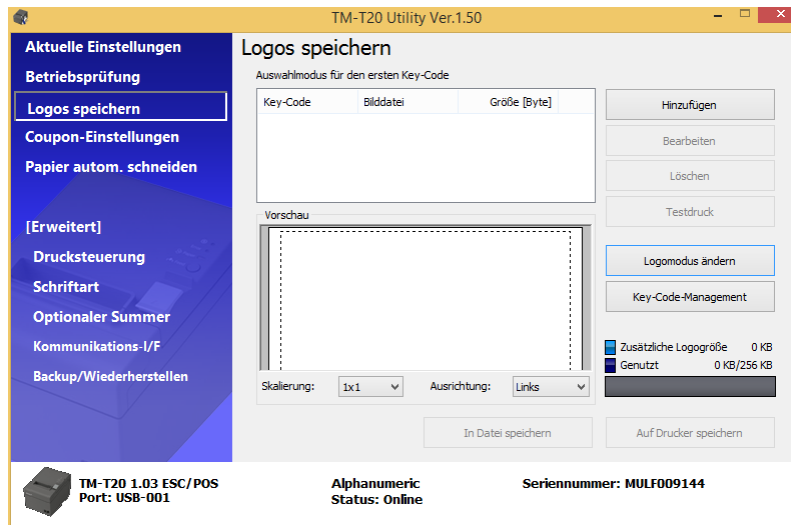 TM-T20 Utility Ver.1.50
Aktuelle Einstellungen
Betriebsprüfung
Logos speichern
Coupon-Einstellungen
Papier autom. schneiden
[Erweitert]
Drucksteuerung
Schriftart
Optionaler Summer
Kommunikations-I/F
Backup/Wiederherstellen
Logos speichern
Auswahlmodus für den ersten Key-Code
Key-Code Bilddatei Größe [Byte]
Hinzufügen
Bearbeiten
Löschen
Testdruck
Logomodus ändern
Key-Code-Management
Vorschau
Skalierung: 1x1 Ausrichtung: Links
Zusätzliche Logogröße 0 KB
Genutzt 0 KB/256 KB
In Datei speichern
Auf Drucker speichern
TM-T20 1.03 ESC/POS
Port: USB-001
Alphanumeric
Status: Online
Seriennummer: MULF009144